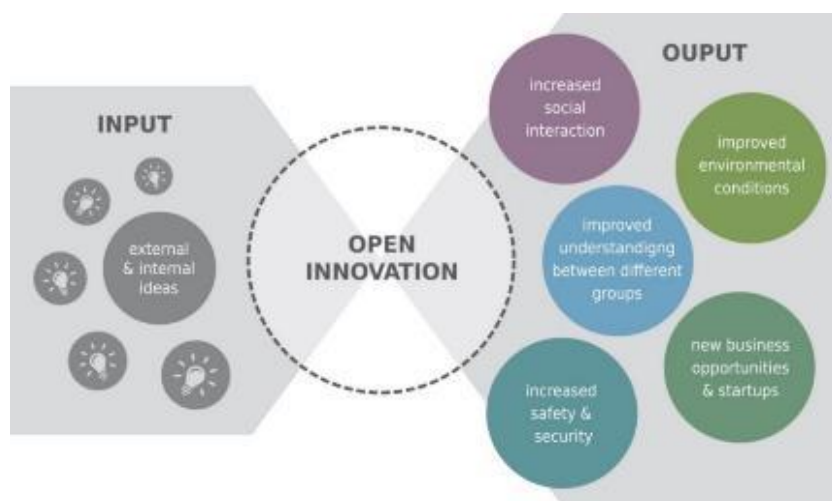 INPUT
external
& internal
ideas
OPEN
INNOVATION
OUPUT
increased
social
interaction
improved
environmental
conditions
improved
understandigng
between different
groups
new business
opportunities
& startups
increased
safety &
security